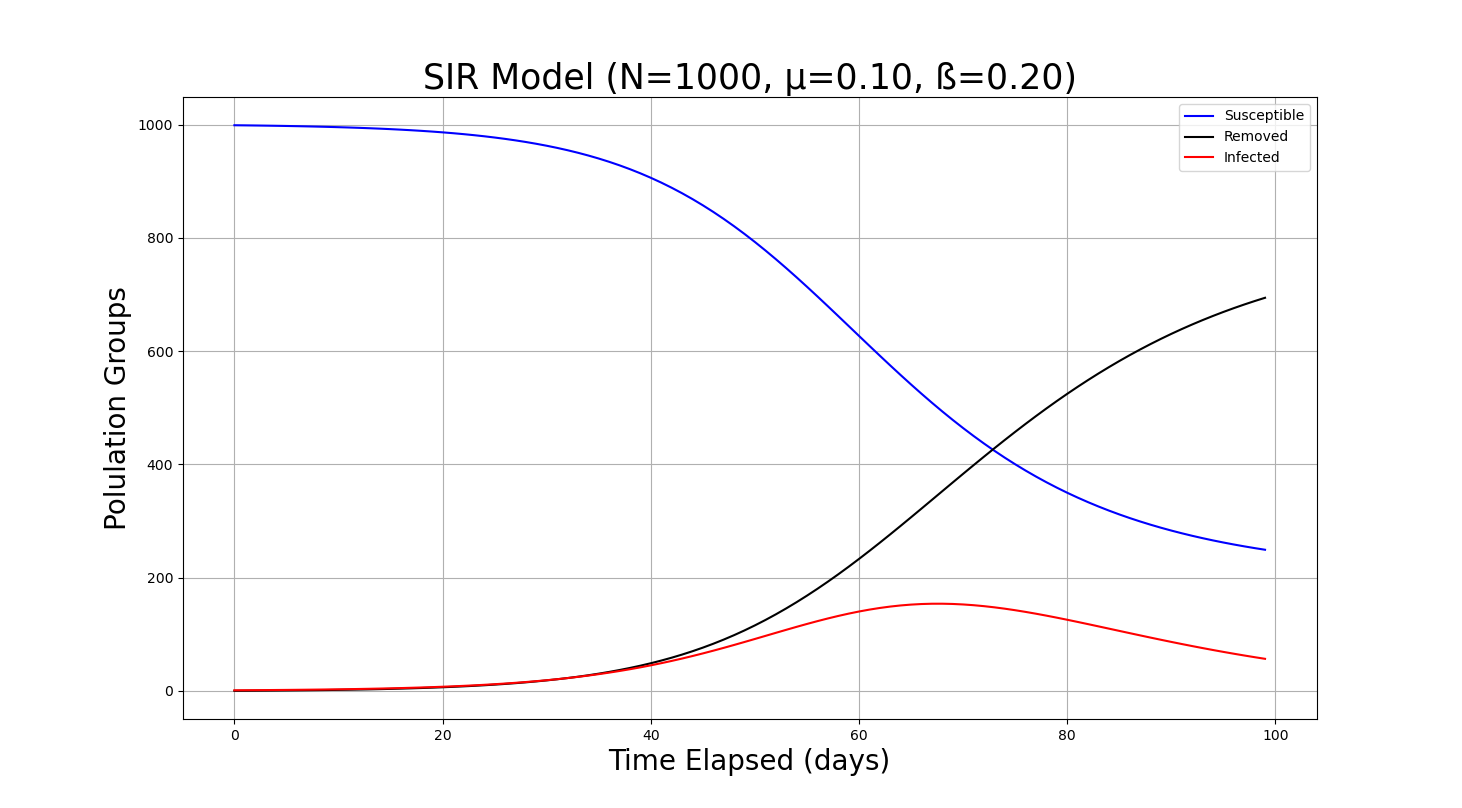 SIR Model (N=1000, μ=0.10, ß=0.20)
Susceptible
Removed
Infected
Polulation Groups
1000
800
600
400
200
0
0 20 40 60 80 100
Time Elapsed (days)